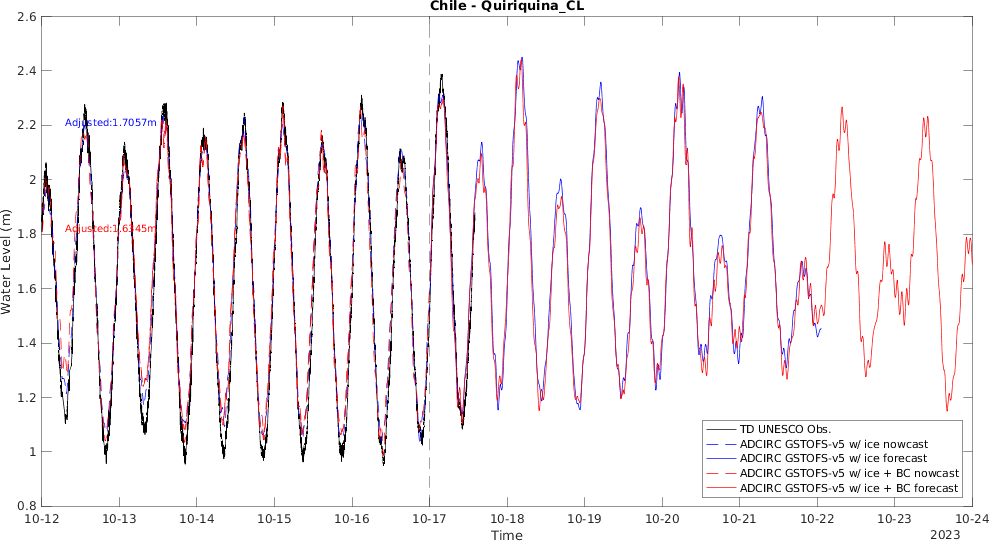 Chile - Quiriquina_CL
2.6
2.4
2.2
2
1.8
1.6
1.4
1.2
1
0.8
Water Level (m)
Adjusted:1.7057m
Adjusted:1.6345m
TD UNESCO Obs.
ADCIRC GSTOFS-v5 w/ ice nowcast
ADCIRC GSTOFS-v5 w/ ice forecast
ADCIRC GSTOFS-v5 w/ ice + BC nowcast
ADCIRC GSTOFS-v5 w/ ice + BC forecast
10-12 10-13 10-14 10-15 10-16 10-17 10-18 10-19 10-20 10-21 10-22 10-23 10-24
Time
2023